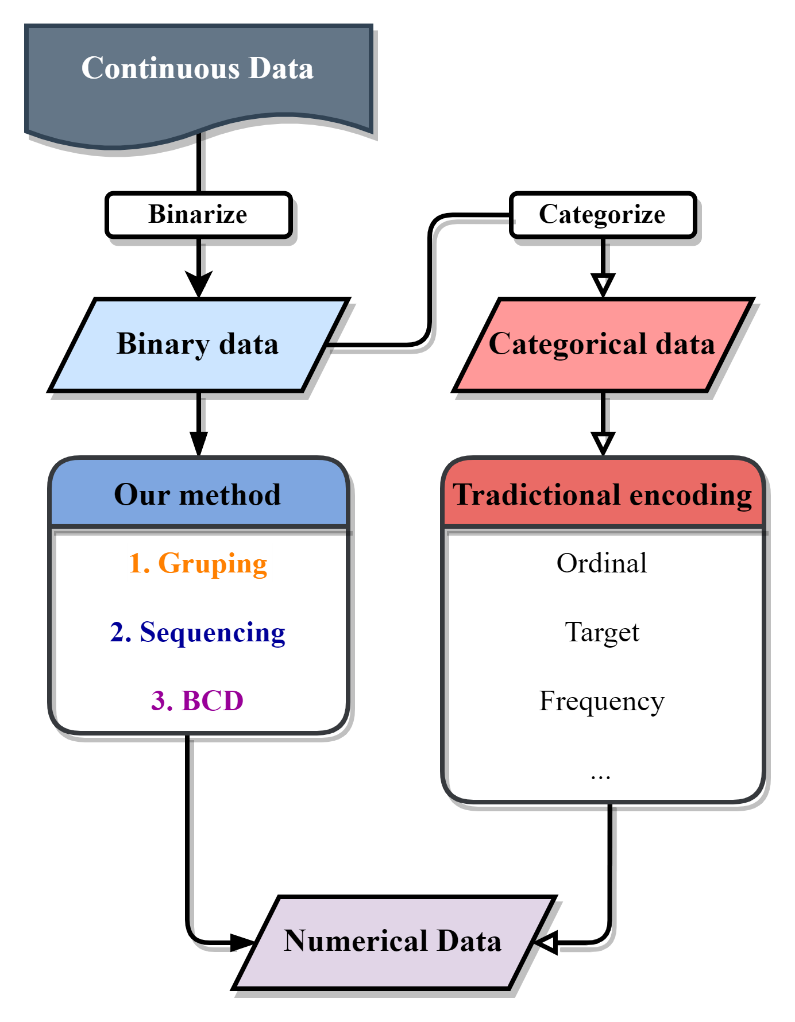 Continuous Data
Binarize
Categorize
Binary data
Categorical data
Our method
1. Gruping
2. Sequencing
3. BCD
Tradictional encoding
Ordinal
Target
Frequency
...
Numerical Data